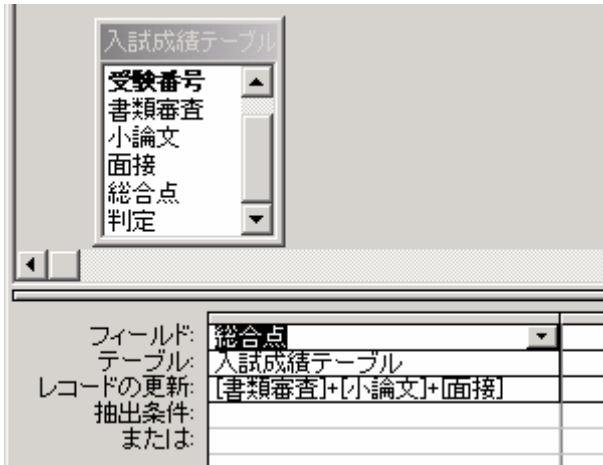 入試成績テーブル
受験番号
書類審査
小論文
面接
総合点
判定
フィールド: 総合点
テーブル: 入試成績テーブル
レコードの更新: [書類審査]+[小論文]+[面接]
抽出条件:
または: